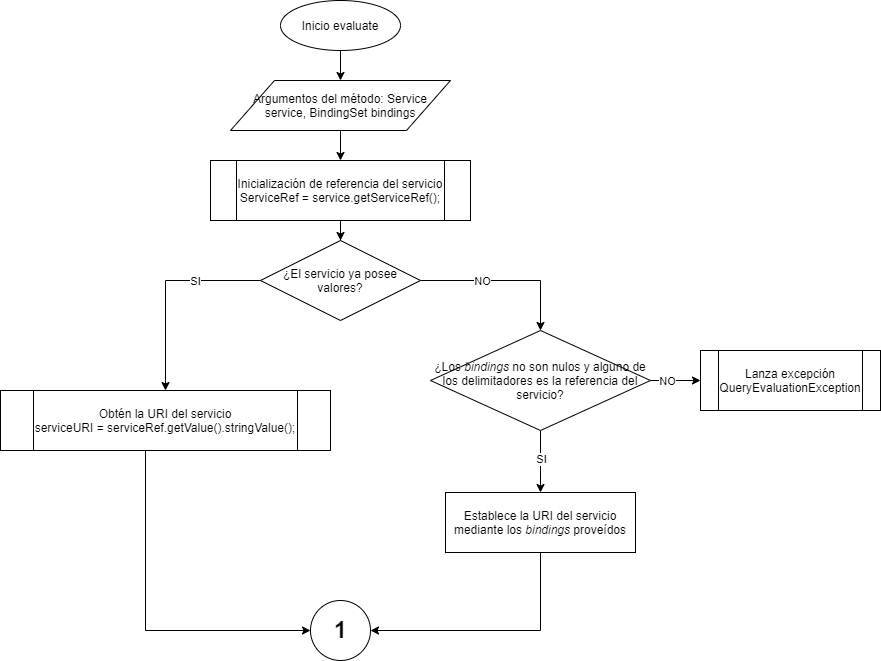 Inicio evaluate
Argumentos del método: Service
service, BindingSet bindings
Inicialización de referencia del servicio
ServiceRef = service.getServiceRef();
¿El servicio ya posee
valores?
SI
NO
¿Los bindings no son nulos y alguno de
los delimitadores es la referencia del
servicio?
NO
Lanza excepción
QueryEvaluationException
Obtén la URI del servicio
serviceURI = serviceRef.getValue().stringValue();
SI
Establece la URI del servicio
mediante los bindings proveídos
1